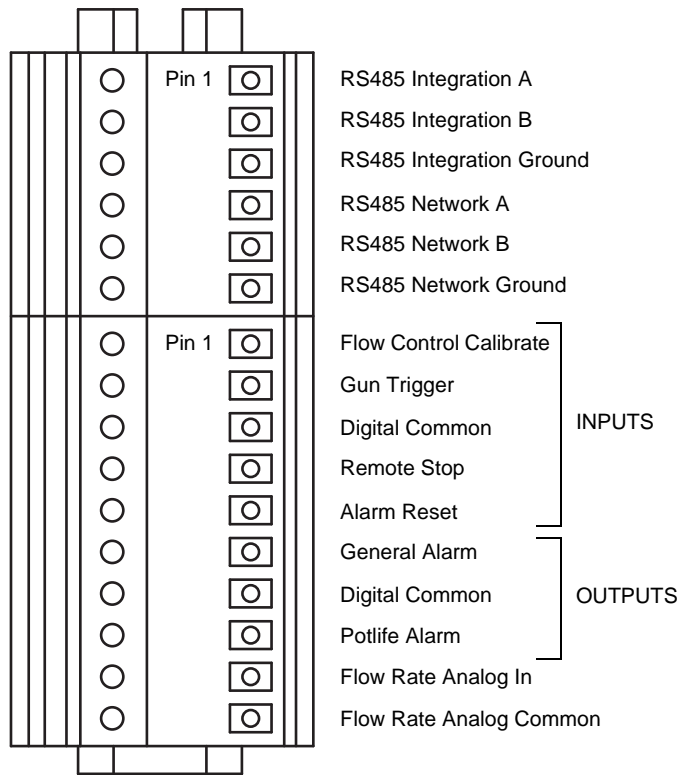 Pin 1 RS485 Integration A
RS485 Integration B
RS485 Integration Ground
RS485 Network A
RS485 Network B
RS485 Network Ground
Pin 1 Flow Control Calibrate
Gun Trigger
Digital Common
Remote Stop
Alarm Reset
INPUTS
General Alarm
Digital Common
Potlife Alarm
OUTPUTS
Flow Rate Analog In
Flow Rate Analog Common